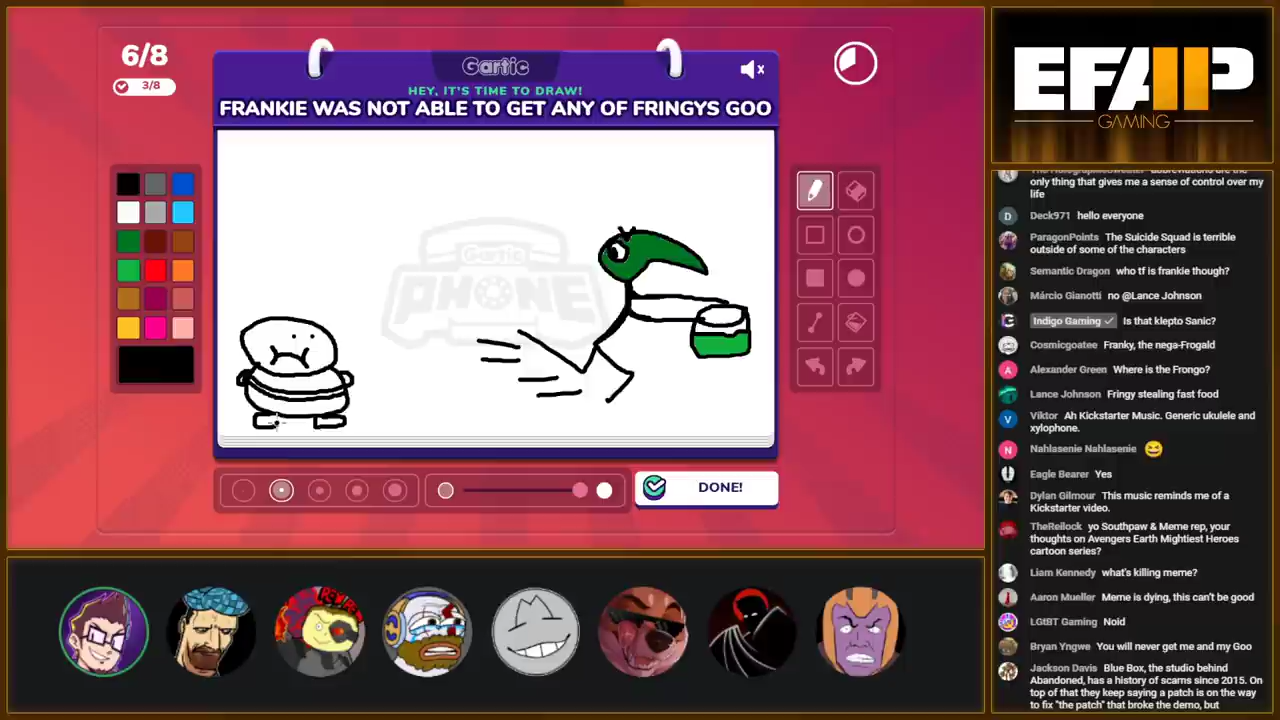 6/8
3/8
Gartic
HEY, IT'S TIME TO DRAW!
FRANKIE WAS NOT ABLE TO GET ANY OF FRINGYS GOO
Gartic
PHONE
DONE!
EFAP
GAMING
only thing that gives me a sense of control over my
life
Deck971 hello everyone
ParagonPoints The Suicide Squad is terrible
outside of some of the characters
Semantic Dragon who tf is frankie though?
Márcio Gianotti no @Lance Johnson
Indigo Gaming ✓ Is that klepto Sanic?
Cosmicgoatee Franky, the nega-Frogald
Alexander Green Where is the Frongo?
Lance Johnson Fringy stealing fast food
Viktor Ah Kickstarter Music. Generic ukulele and
xylophone.
Nahlasenie Nahlasenie 😆
Eagle Bearer Yes
Dylan Gilmour This music reminds me of a
Kickstarter video.
TheReilock yo Southpaw & Meme rep, your
thoughts on Avengers Earth Mightiest Heroes
cartoon series?
Liam Kennedy what's killing meme?
Aaron Mueller Meme is dying, this can't be good
LGtBT Gaming Noid
Bryan Yngwe You will never get me and my Goo
Jackson Davis Blue Box, the studio behind
Abandoned, has a history of scams since 2015. On
top of that they keep saying a patch is on the way
to fix "the patch" that broke the demo, but